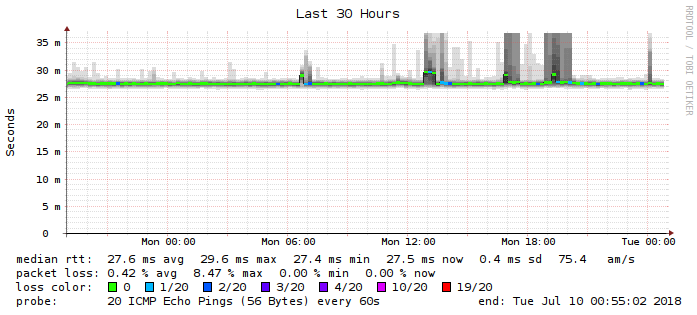 Last 30 Hours
RRDTOOL / TOBI OETIKER
Seconds
35 m
30 m
25 m
20 m
15 m
10 m
5 m
0
Mon 00:00 Mon 06:00 Mon 12:00 Mon 18:00 Tue 00:00
median rtt: 27.6 ms avg 29.6 ms max 27.4 ms min 27.5 ms now 0.4 ms sd 75.4 am/s
packet loss: 0.42 % avg 8.47 % max 0.00 % min 0.00 % now
loss color: 0 1/20 2/20 3/20 4/20 10/20 19/20
probe: 20 ICMP Echo Pings (56 Bytes) every 60s end: Tue Jul 10 00:55:02 2018